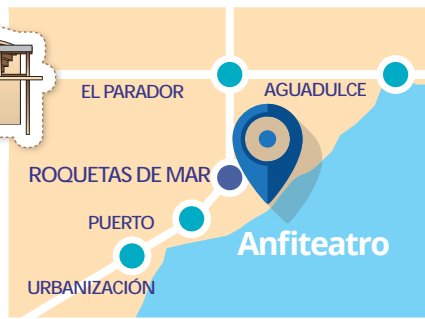 EL PARADOR
AGUADULCE
ROQUETAS DE MAR
PUERTO
Anfiteatro
URBANIZACIÓN